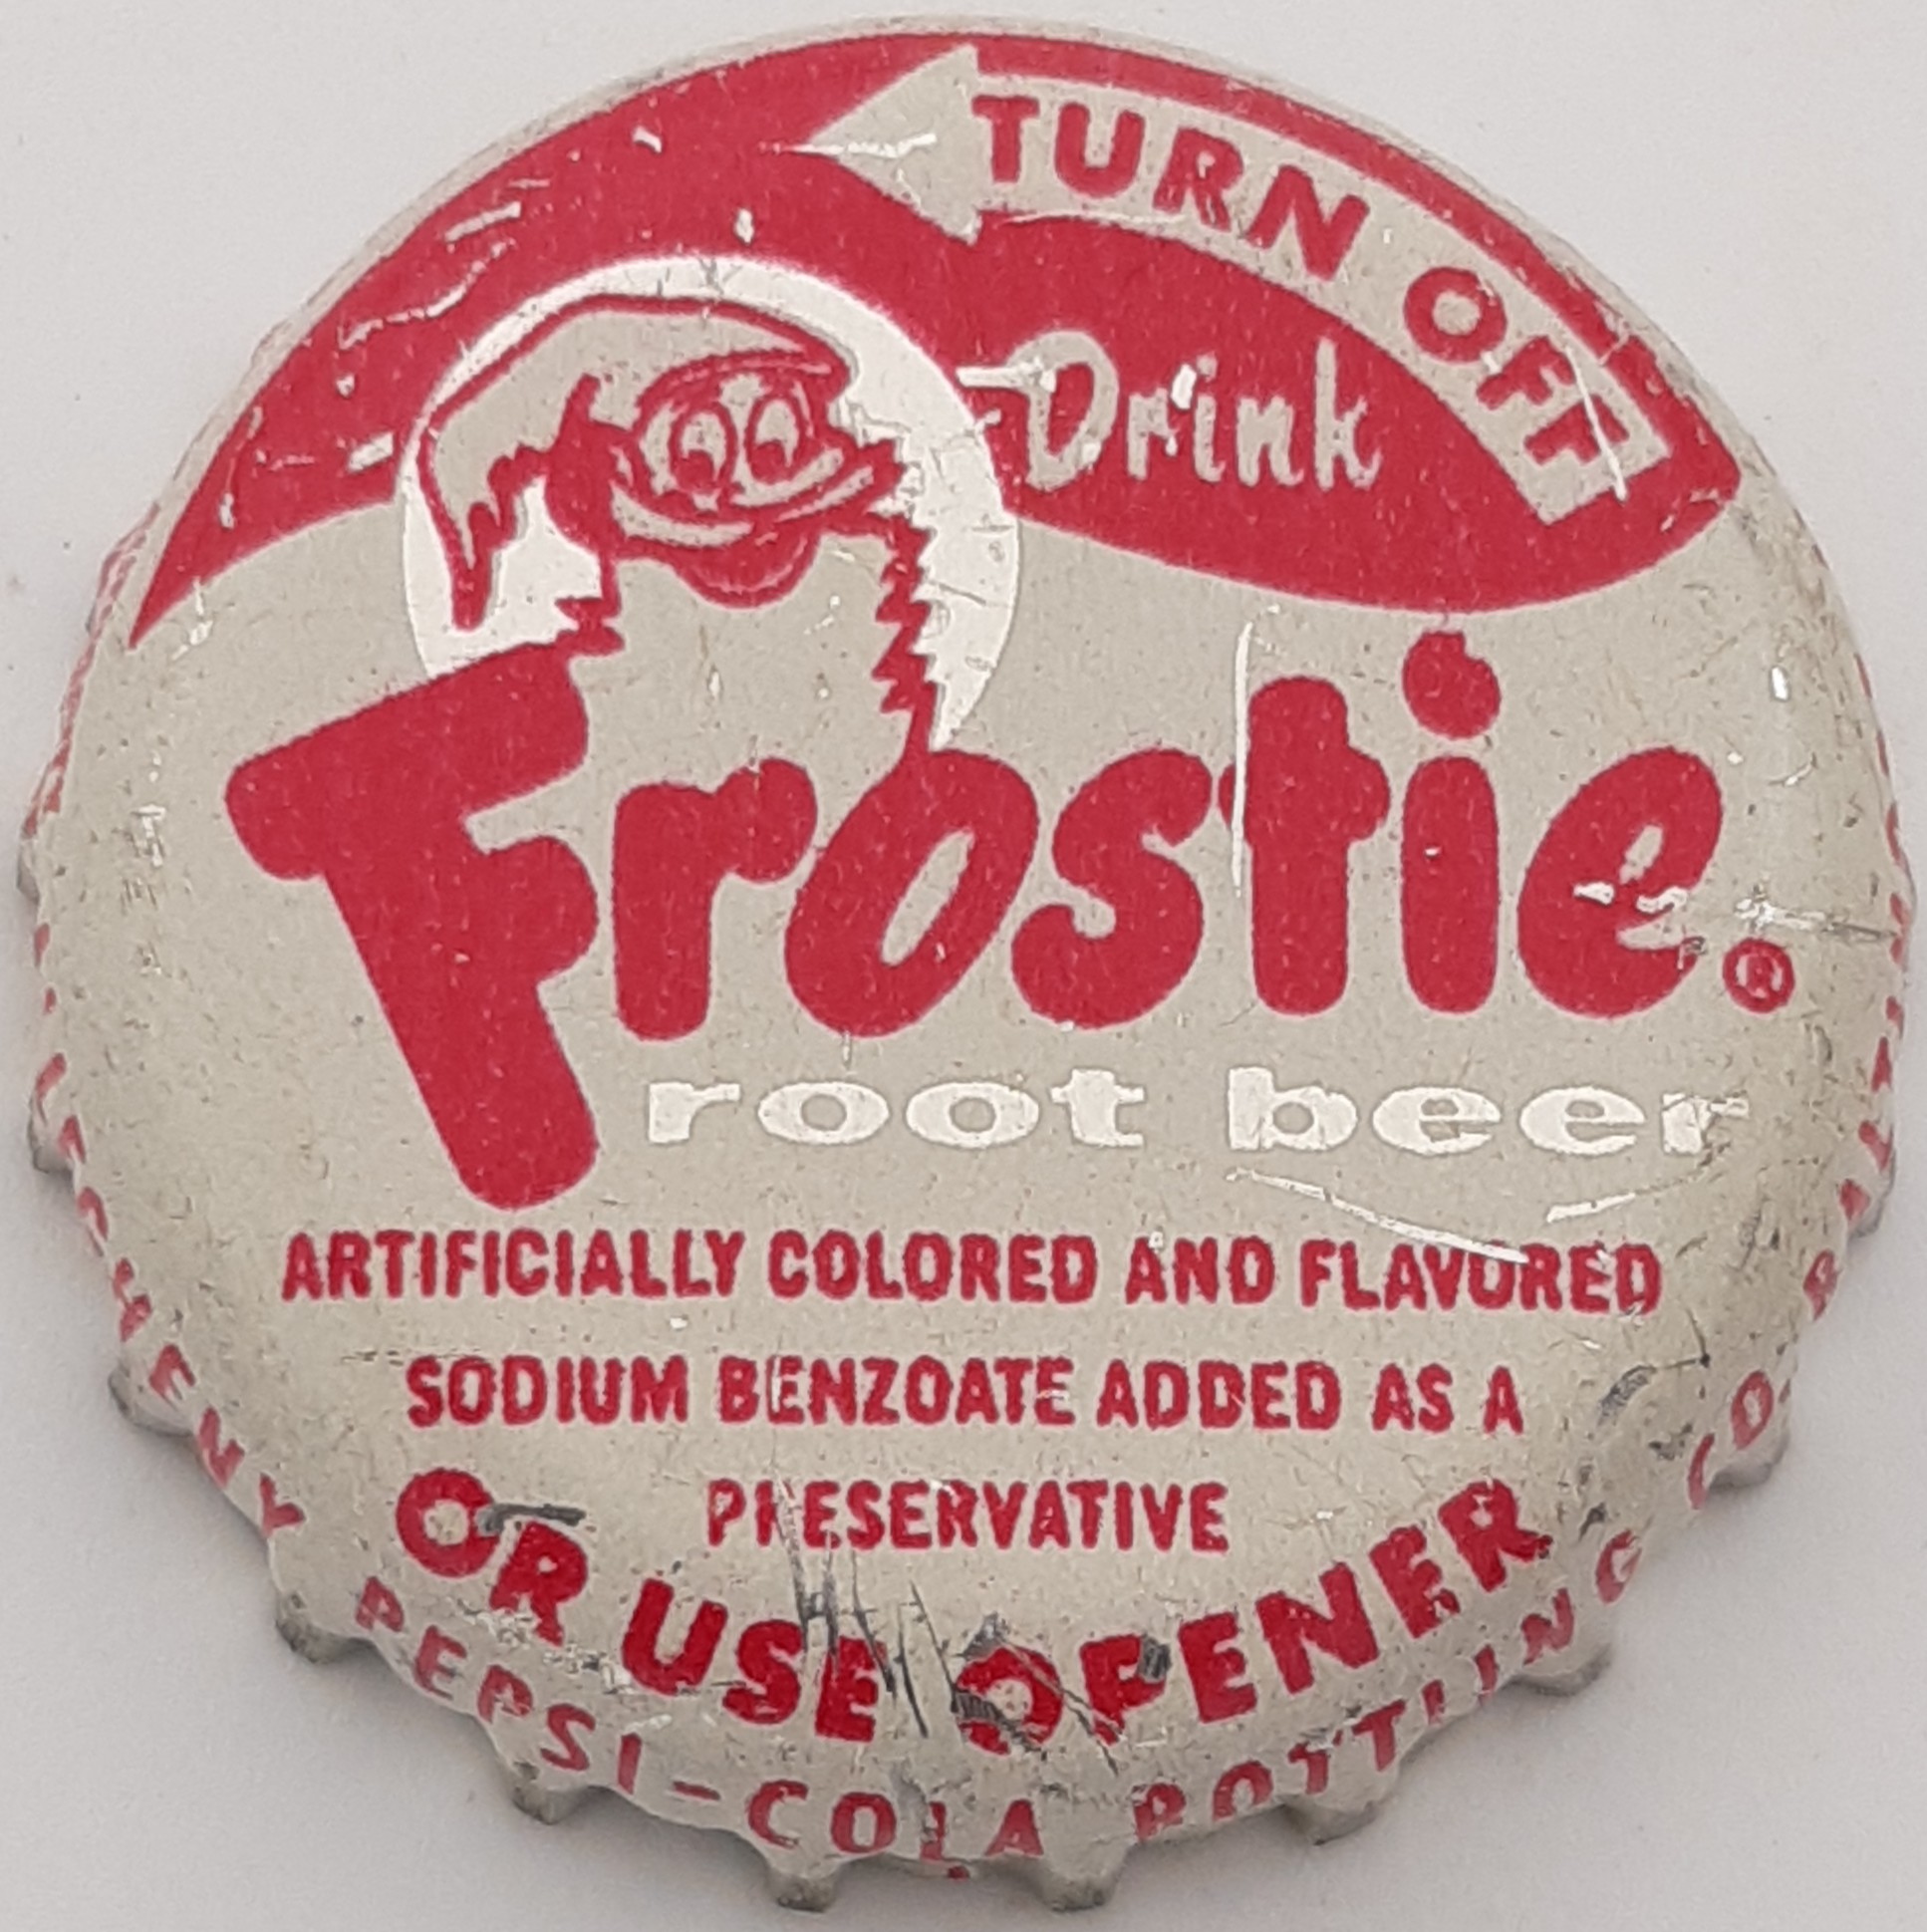 TURN OFF
Drink
Frostie®
root beer
ARTIFICIALLY COLORED AND FLAVORED
SODIUM BENZOATE ADDED AS A
PRESERVATIVE
OR USE OPENER
PEPSI-COLA BOTTLING CO.